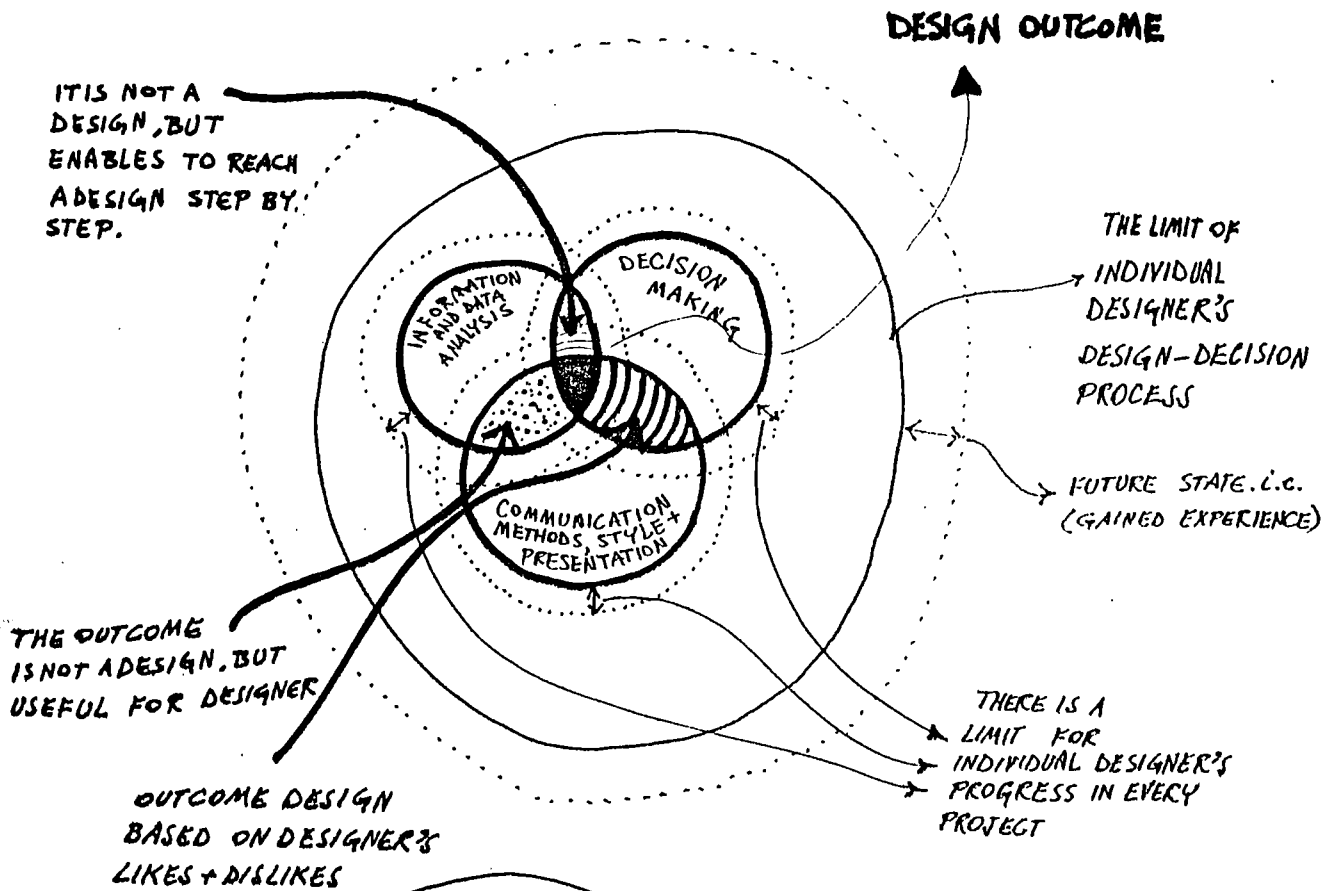 DESIGN OUTCOME
IT IS NOT A
DESIGN, BUT
ENABLES TO REACH
A DESIGN STEP BY
STEP.
THE LIMIT OF
INDIVIDUAL
DESIGNER'S
DESIGN-DECISION
PROCESS
INFORMATION
AND DATA
ANALYSIS
DECISION
MAKING
FUTURE STATE. i.e.
(GAINED EXPERIENCE)
COMMUNICATION
METHODS, STYLE +
PRESENTATION
THE OUTCOME
IS NOT A DESIGN. BUT
USEFUL FOR DESIGNER
THERE IS A
LIMIT FOR
INDIVIDUAL DESIGNER'S
PROGRESS IN EVERY
PROJECT
OUTCOME DESIGN
BASED ON DESIGNER'S
LIKES + DISLIKES